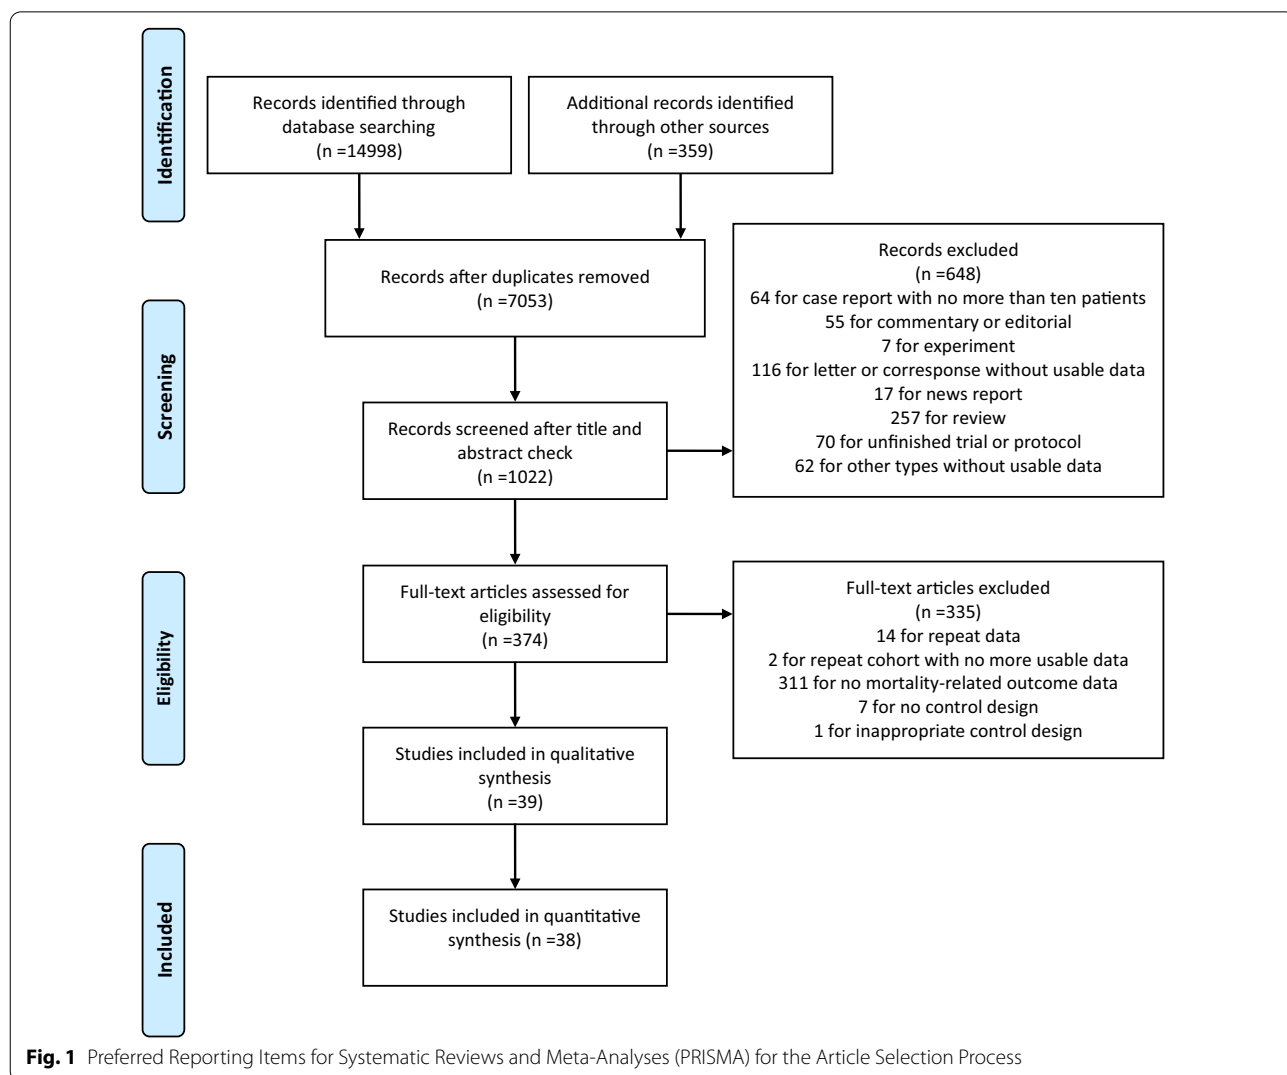 Identification
Records identified through
database searching
(n =14998)
Additional records identified
through other sources
(n =359)
Records after duplicates removed
(n =7053)
Screening
Records screened after title and
abstract check
(n =1022)
Records excluded
(n =648)
64 for case report with no more than ten patients
55 for commentary or editorial
7 for experiment
116 for letter or corresponse without usable data
17 for news report
257 for review
70 for unfinished trial or protocol
62 for other types without usable data
Eligibility
Full-text articles assessed for
eligibility
(n =374)
Full-text articles excluded
(n =335)
14 for repeat data
2 for repeat cohort with no more usable data
311 for no mortality-related outcome data
7 for no control design
1 for inappropriate control design
Studies included in qualitative
synthesis
(n =39)
Included
Studies included in quantitative
synthesis (n =38)
Fig. 1 Preferred Reporting Items for Systematic Reviews and Meta-Analyses (PRISMA) for the Article Selection Process